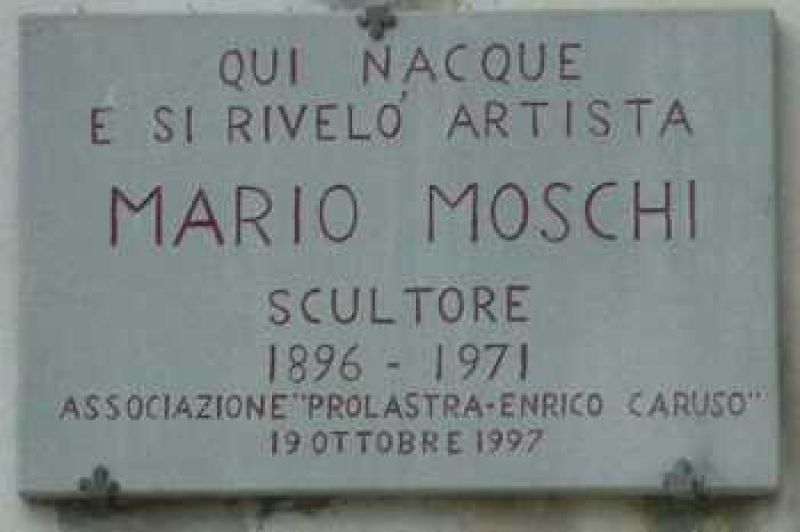 QUI NACQUE
E SI RIVELÒ ARTISTA
MARIO MOSCHI
SCULTORE
1896 - 1971
ASSOCIAZIONE "PROLASTRA-ENRICO CARUSO"
19 OTTOBRE 1997